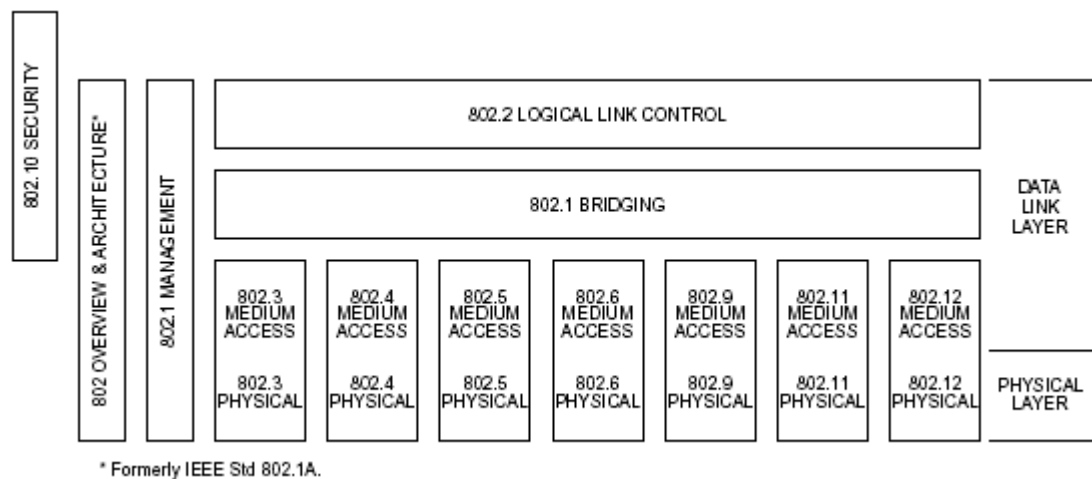 802.10 SECURITY
802 OVERVIEW & ARCHITECTURE*
802.1 MANAGEMENT
802.2 LOGICAL LINK CONTROL
802.1 BRIDGING
DATA
LINK
LAYER
802.3
MEDIUM
ACCESS
802.3
PHYSICAL
802.4
MEDIUM
ACCESS
802.4
PHYSICAL
802.5
MEDIUM
ACCESS
802.5
PHYSICAL
802.6
MEDIUM
ACCESS
802.6
PHYSICAL
802.9
MEDIUM
ACCESS
802.9
PHYSICAL
802.11
MEDIUM
ACCESS
802.11
PHYSICAL
802.12
MEDIUM
ACCESS
802.12
PHYSICAL
PHYSICAL
LAYER
* Formerly IEEE Std 802.1A.